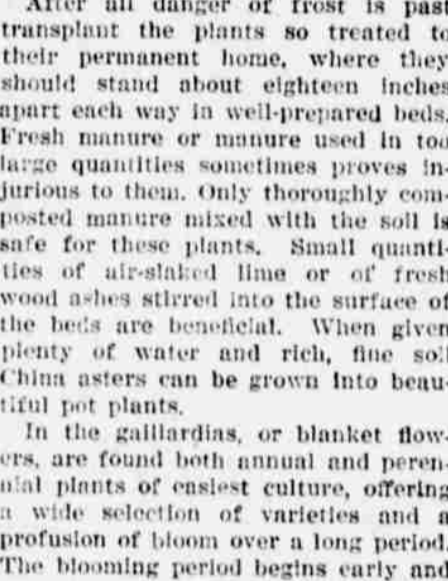 After all danger of frost is past
transplant the plants so treated to
their permanent home, where they
should stand about eighteen inches
apart each way in well-prepared beds.
Fresh manure or manure used in too
large quantities sometimes proves in-
jurious to them. Only thoroughly com-
posted manure mixed with the soil is
safe for these plants. Small quanti-
ties of air-slaked lime or of fresh
wood ashes stirred into the surface of
the beds are beneficial. When given
plenty of water and rich, fine soil
China asters can be grown into beau-
tiful pot plants.
In the gaillardias, or blanket flow-
ers, are found both annual and peren-
nial plants of easiest culture, offering
a wide selection of varieties and a
profusion of bloom over a long period.
The blooming period begins early and